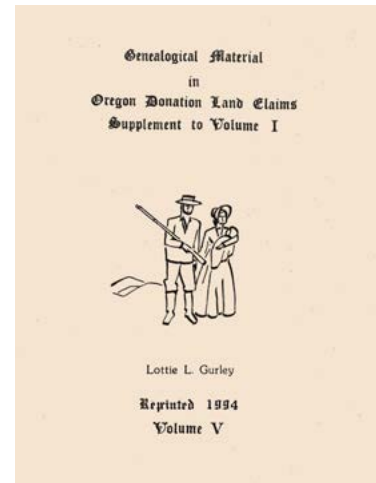 Genealogical Material
in
Oregon Donation Land Claims
Supplement to Volume I
Lottie L. Gurley
Reprinted 1994
Volume V